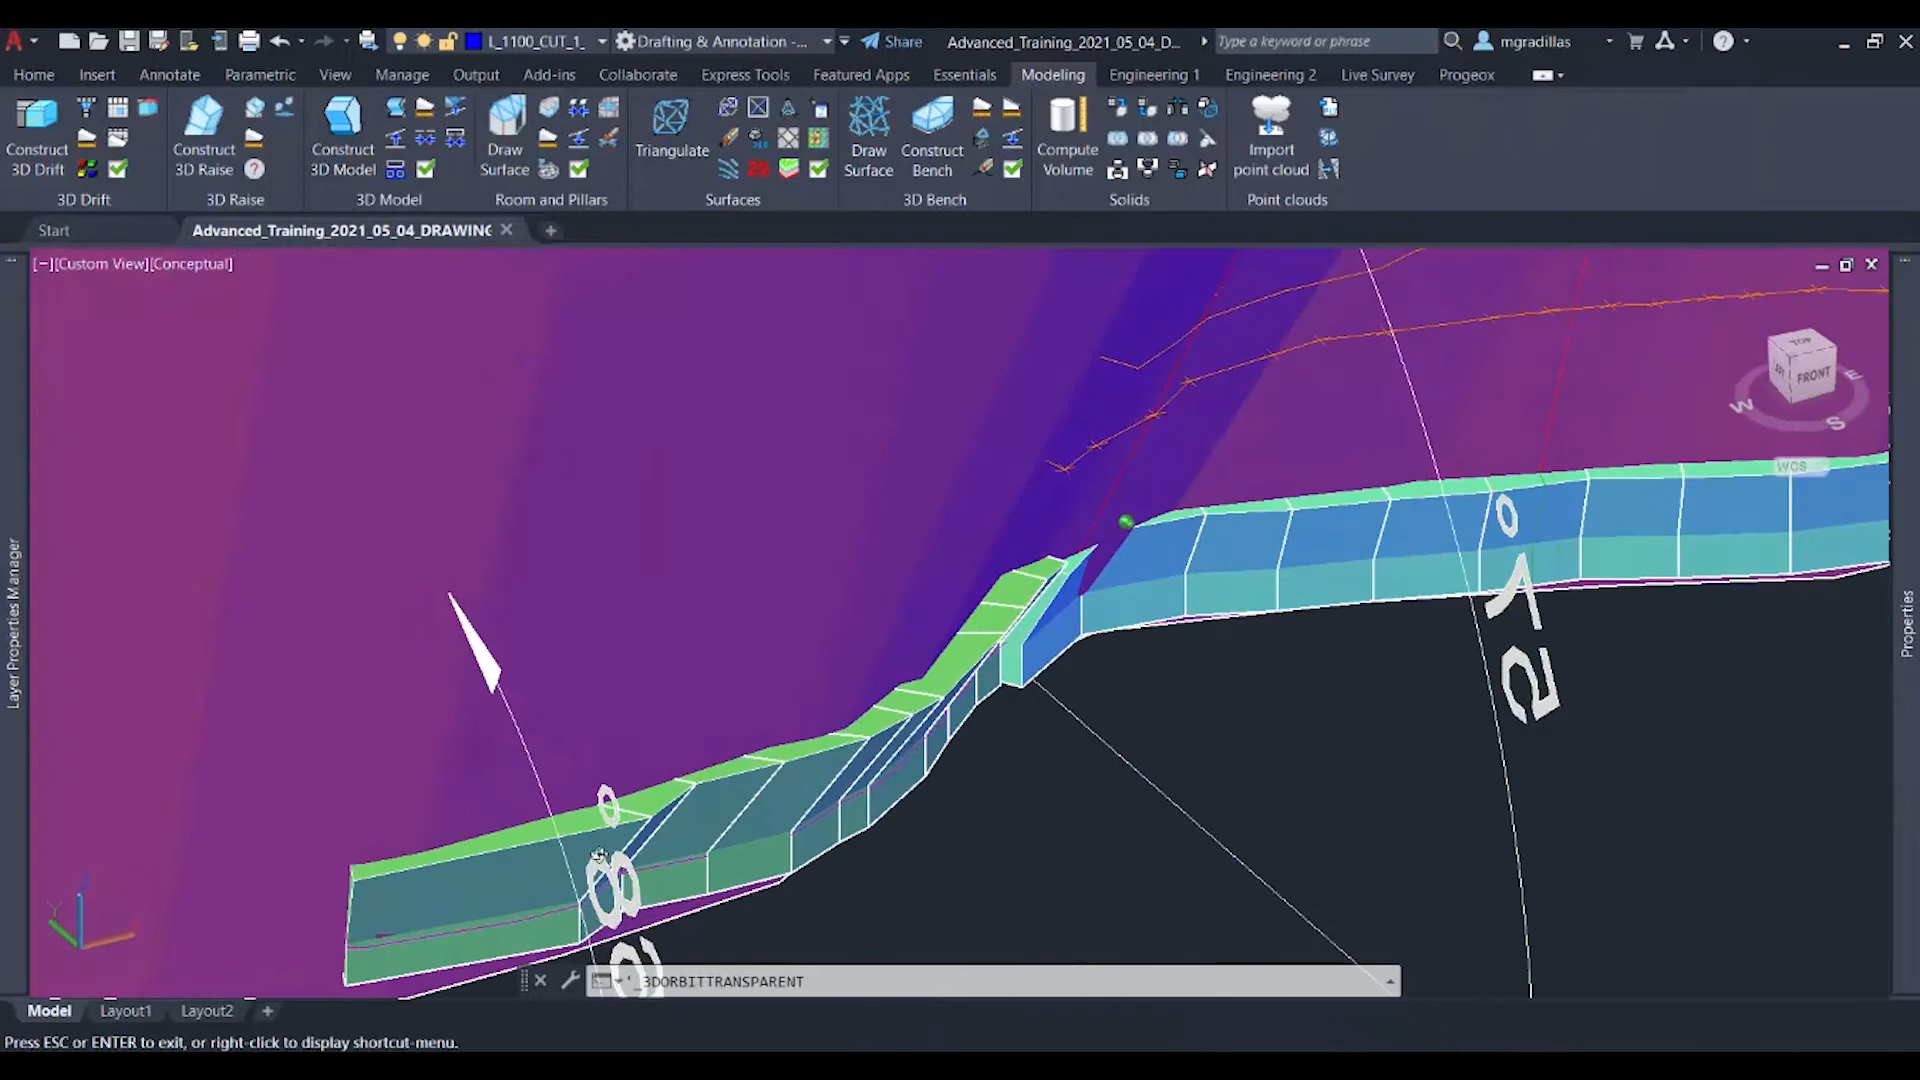 L_1100_CUT_1_
Drafting & Annotation -...
Share
Advanced_Training_2021_05_04_D...
Type a keyword or phrase
mgradillas
Home
Insert
Annotate
Parametric
View
Manage
Output
Add-ins
Collaborate
Express Tools
Featured Apps
Essentials
Modeling
Engineering 1
Engineering 2
Live Survey
Progeox
Construct
3D Drift
Construct
3D Raise
Construct
3D Model
Draw
Surface
Triangulate
Draw
Surface
Construct
Bench
Compute
Volume
Import
point cloud
3D Drift
3D Raise
3D Model
Room and Pillars
Surfaces
3D Bench
Solids
Point clouds
Start
Advanced_Training_2021_05_04_DRAWING
[−][Custom View][Conceptual]
TOP
FRONT
W
S
E
WCS
Layer Properties Manager
Properties
'_3DORBITTRANSPARENT
Model
Layout1
Layout2
Press ESC or ENTER to exit, or right-click to display shortcut-menu.